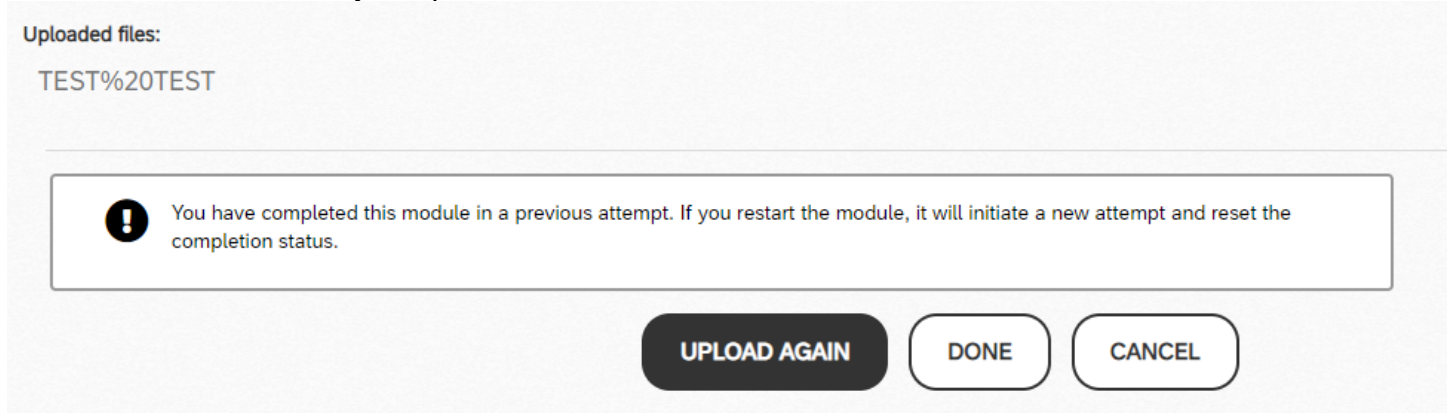 Uploaded files:
TEST%20TEST
You have completed this module in a previous attempt. If you restart the module, it will initiate a new attempt and reset the
completion status.
UPLOAD AGAIN
DONE
CANCEL